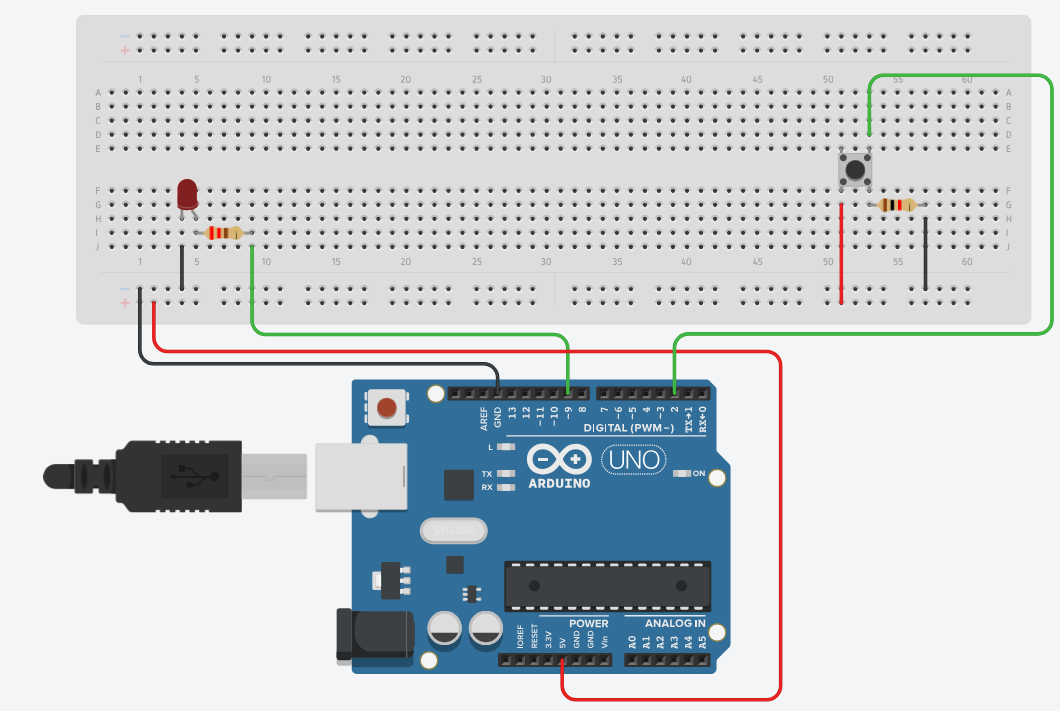 − −
+ +
1 5 10 15 20 25 30 35 40 45 50 55 60
A A
B B
C C
D D
E E
F F
G G
H H
I I
J J
1 5 10 15 20 25 30 35 40 45 50 55 60
−
+
AREF GND 13 12 ~11 ~10 ~9 8 7 ~6 ~5 4 ~3 2 TX→1 RX←0
DIGITAL (PWM~)
L
TX
RX
ARDUINO
UNO
ON
POWER
ANALOG IN
IOREF RESET 3.3V 5V GND GND Vin A0 A1 A2 A3 A4 A5